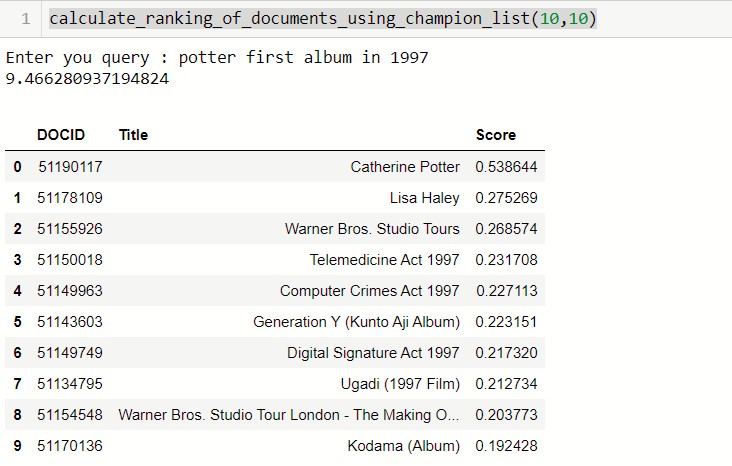 1 calculate_ranking_of_documents_using_champion_list(10,10)
Enter you query : potter first album in 1997
9.466280937194824
DOCID Title Score
0 51190117 Catherine Potter 0.538644
1 51178109 Lisa Haley 0.275269
2 51155926 Warner Bros. Studio Tours 0.268574
3 51150018 Telemedicine Act 1997 0.231708
4 51149963 Computer Crimes Act 1997 0.227113
5 51143603 Generation Y (Kunto Aji Album) 0.223151
6 51149749 Digital Signature Act 1997 0.217320
7 51134795 Ugadi (1997 Film) 0.212734
8 51154548 Warner Bros. Studio Tour London - The Making O... 0.203773
9 51170136 Kodama (Album) 0.192428